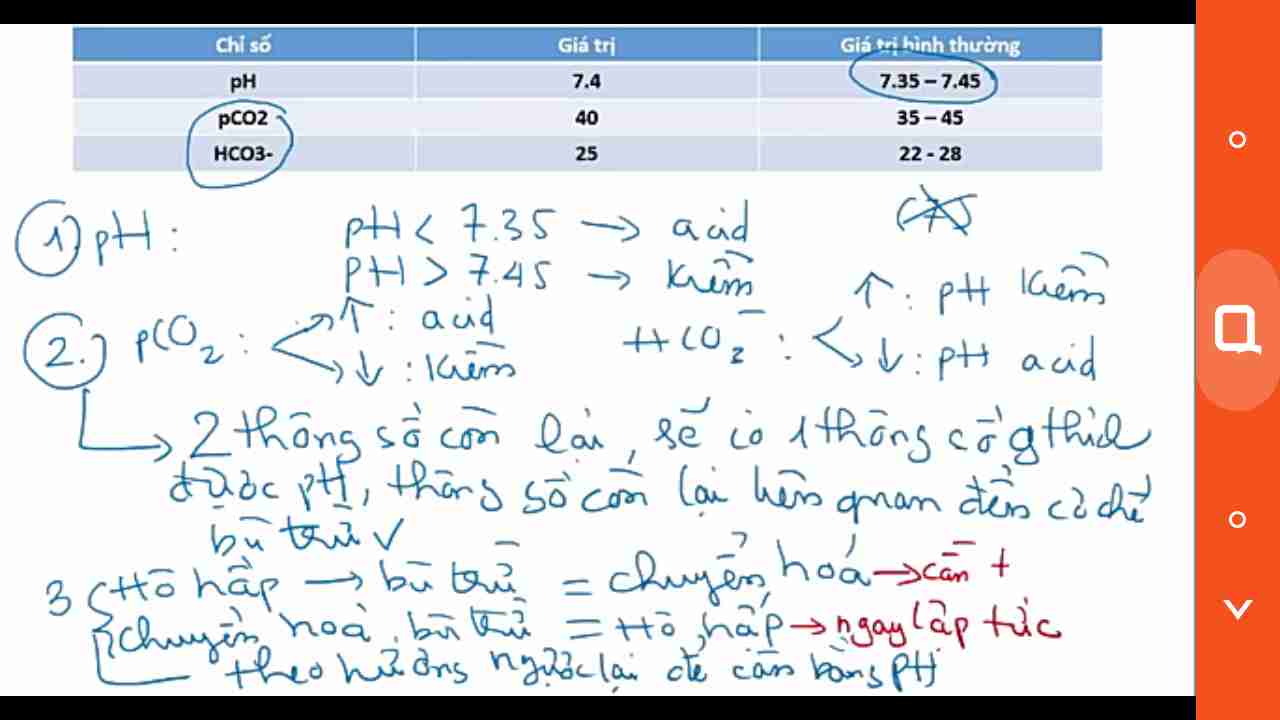 Chỉ số Giá trị Giá trị bình thường
pH 7.4 7.35 – 7.45
pCO2 40 35 – 45
HCO3- 25 22 - 28
1) pH : pH < 7.35 → acid
pH > 7.45 → kiềm
2. pCO₂ : ↑ : acid
↓ : kiềm
HCO₃⁻ : ↑ : pH kiềm
↓ : pH acid
2 thông số còn lại, sẽ có 1 thông số gthích
được pH, thông số còn lại liên quan đến cơ chế
bù trừ ✓
3 Hô hấp → bù trừ = chuyển hoá → cần t
chuyển hoá, bù trừ = Hô hấp → ngay lập tức
theo hướng ngược lại để cân bằng pH